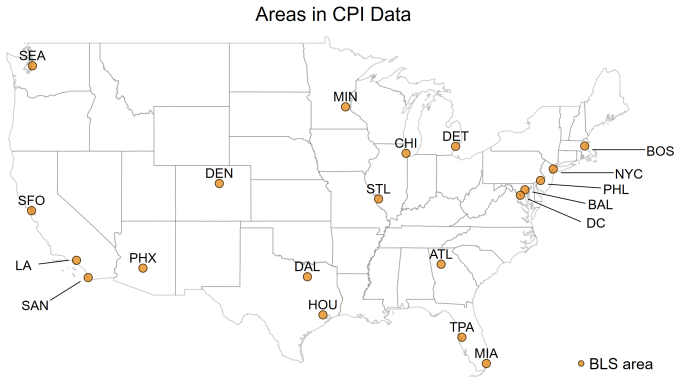 Areas in CPI Data
SEA
MIN
CHI
DET
BOS
DEN
NYC
STL
PHL
SFO
BAL
DC
PHX
ATL
LA
DAL
SAN
HOU
TPA
MIA
BLS area